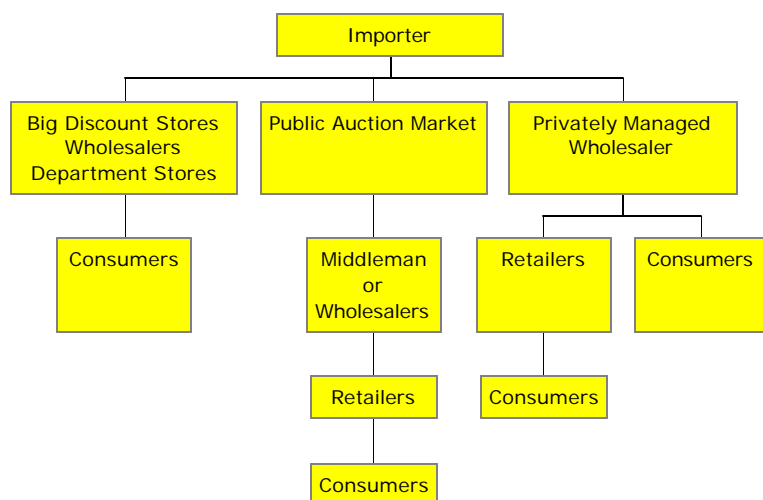 Importer
Big Discount Stores
Wholesalers
Department Stores
Public Auction Market
Privately Managed
Wholesaler
Consumers
Middleman
or
Wholesalers
Retailers
Consumers
Retailers
Consumers
Consumers